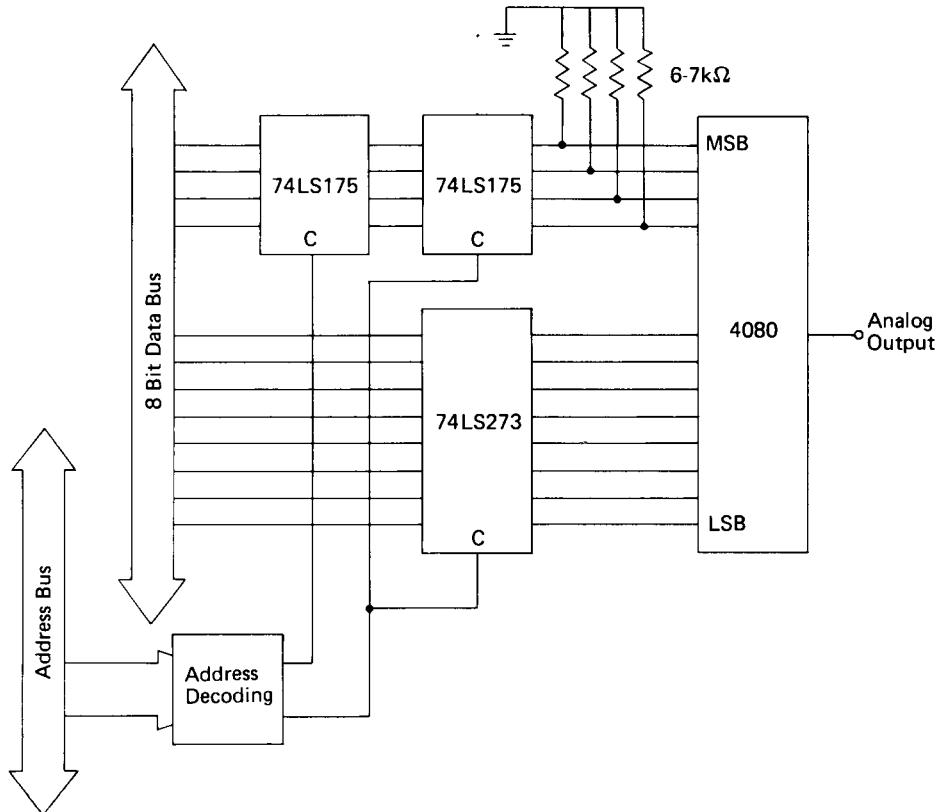 6-7kΩ
MSB
74LS175
74LS175
C
C
8 Bit Data Bus
4080
Analog
Output
74LS273
LSB
C
Address Bus
Address
Decoding